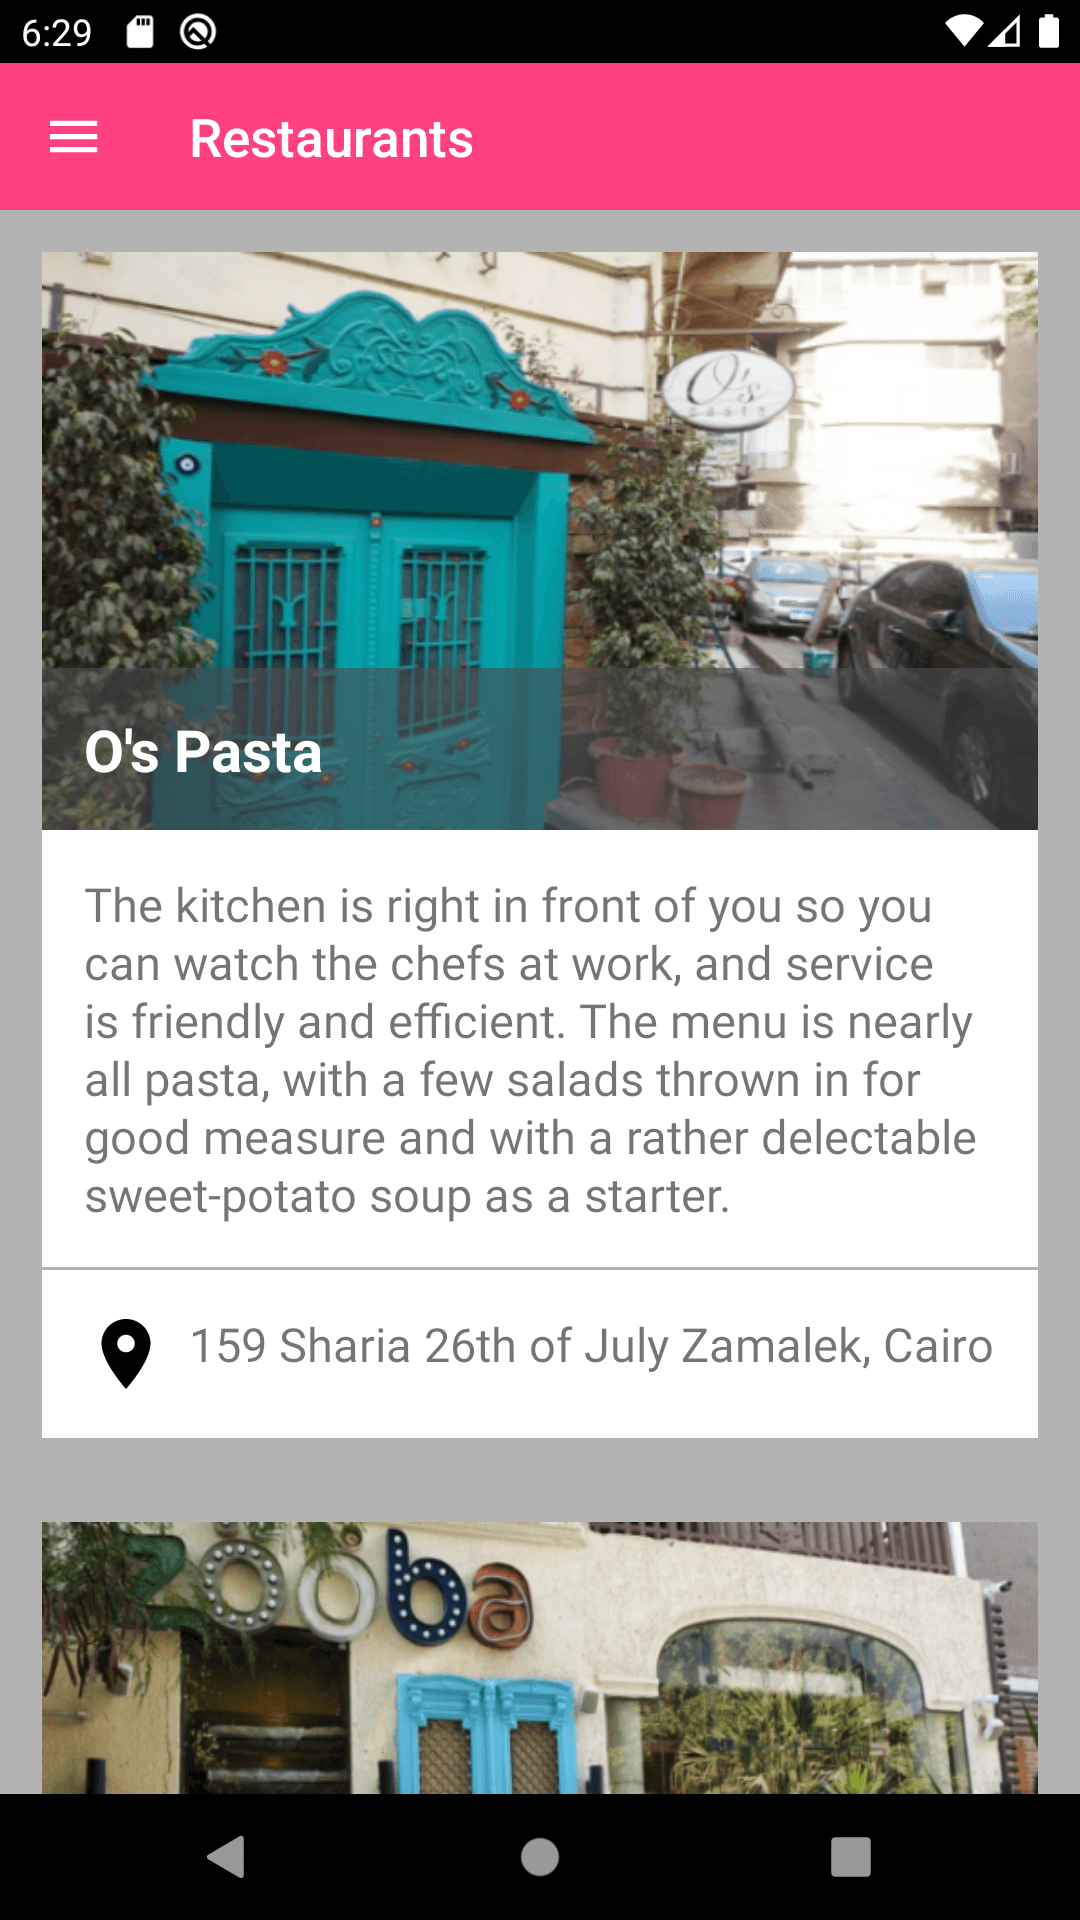 6:29
Restaurants
O's
pasta
O's Pasta
The kitchen is right in front of you so you
can watch the chefs at work, and service
is friendly and efficient. The menu is nearly
all pasta, with a few salads thrown in for
good measure and with a rather delectable
sweet-potato soup as a starter.
159 Sharia 26th of July Zamalek, Cairo
zooba